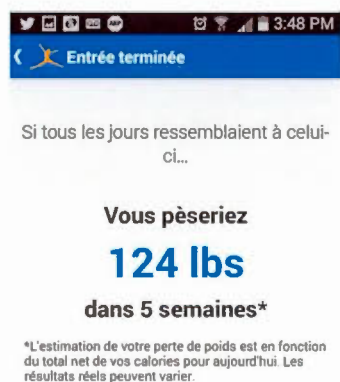 3:48 PM
Entrée terminée
Si tous les jours ressemblaient à celui-
ci...
Vous pèseriez
124 lbs
dans 5 semaines*
*L'estimation de votre perte de poids est en fonction
du total net de vos calories pour aujourd'hui. Les
résultats réels peuvent varier.